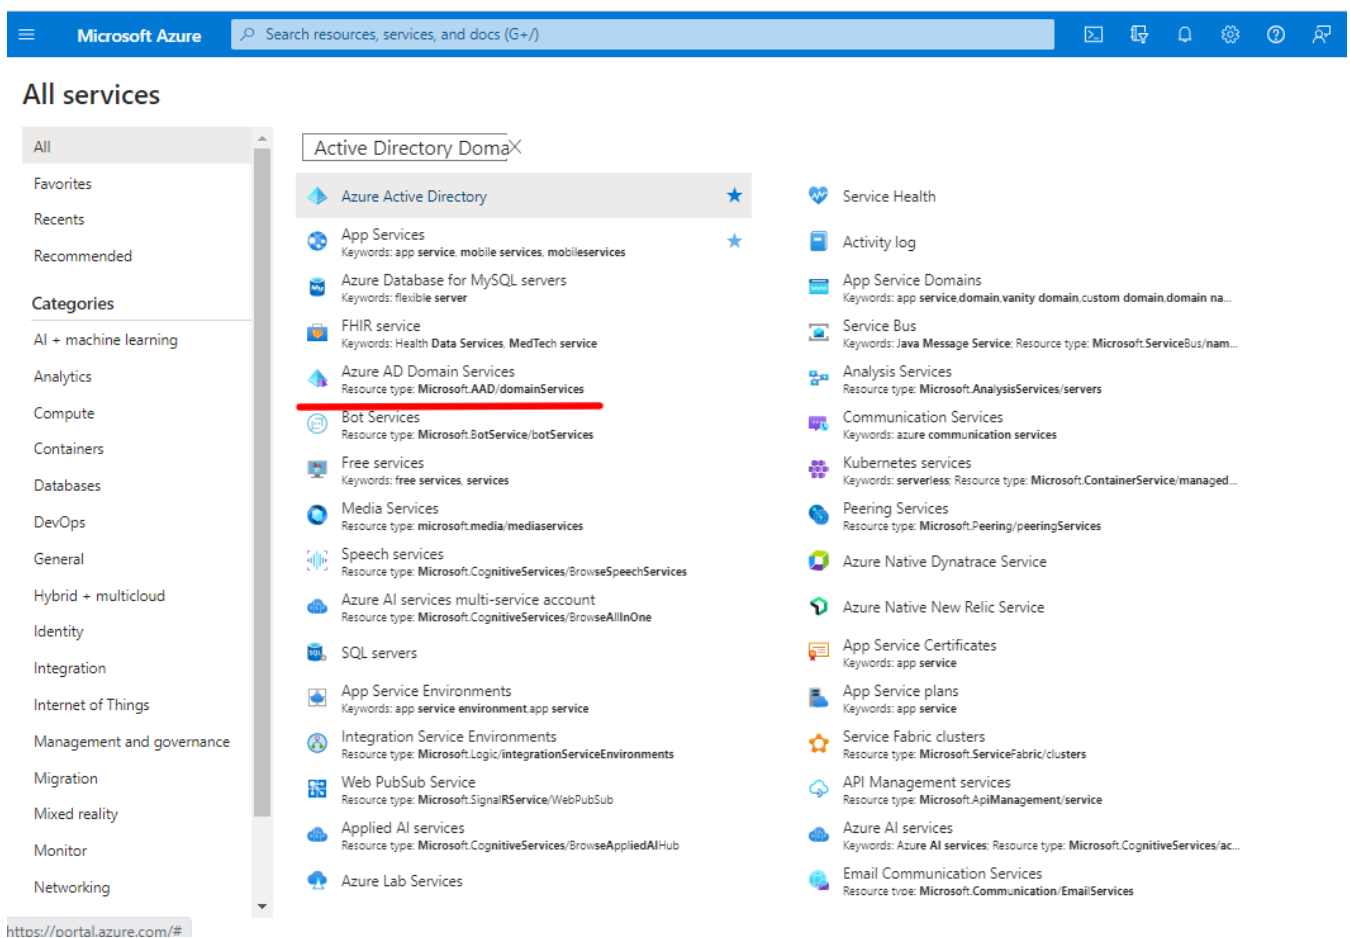 Microsoft Azure
Search resources, services, and docs (G+/)
All services
All
Favorites
Recents
Recommended
Categories
AI + machine learning
Analytics
Compute
Containers
Databases
DevOps
General
Hybrid + multicloud
Identity
Integration
Internet of Things
Management and governance
Migration
Mixed reality
Monitor
Networking
Active Directory Doma
Azure Active Directory
App Services
Keywords: app service, mobile services, mobileservices
Azure Database for MySQL servers
Keywords: flexible server
FHIR service
Keywords: Health Data Services, MedTech service
Azure AD Domain Services
Resource type: Microsoft.AAD/domainServices
Bot Services
Resource type: Microsoft.BotService/botServices
Free services
Keywords: free services, services
Media Services
Resource type: microsoft.media/mediaservices
Speech services
Resource type: Microsoft.CognitiveServices/BrowseSpeechServices
Azure AI services multi-service account
Resource type: Microsoft.CognitiveServices/BrowseAllInOne
SQL servers
App Service Environments
Keywords: app service environment,app service
Integration Service Environments
Resource type: Microsoft.Logic/integrationServiceEnvironments
Web PubSub Service
Resource type: Microsoft.SignalRService/WebPubSub
Applied AI services
Resource type: Microsoft.CognitiveServices/BrowseAppliedAIHub
Azure Lab Services
Service Health
Activity log
App Service Domains
Keywords: app service,domain,vanity domain,custom domain,domain na...
Service Bus
Keywords: Java Message Service; Resource type: Microsoft.ServiceBus/nam...
Analysis Services
Resource type: Microsoft.AnalysisServices/servers
Communication Services
Keywords: azure communication services
Kubernetes services
Keywords: serverless; Resource type: Microsoft.ContainerService/managed...
Peering Services
Resource type: Microsoft.Peering/peeringServices
Azure Native Dynatrace Service
Azure Native New Relic Service
App Service Certificates
Keywords: app service
App Service plans
Keywords: app service
Service Fabric clusters
Resource type: Microsoft.ServiceFabric/clusters
API Management services
Resource type: Microsoft.ApiManagement/service
Azure AI services
Keywords: Azure AI services; Resource type: Microsoft.CognitiveServices/ac...
Email Communication Services
Resource type: Microsoft.Communication/EmailServices
https://portal.azure.com/#